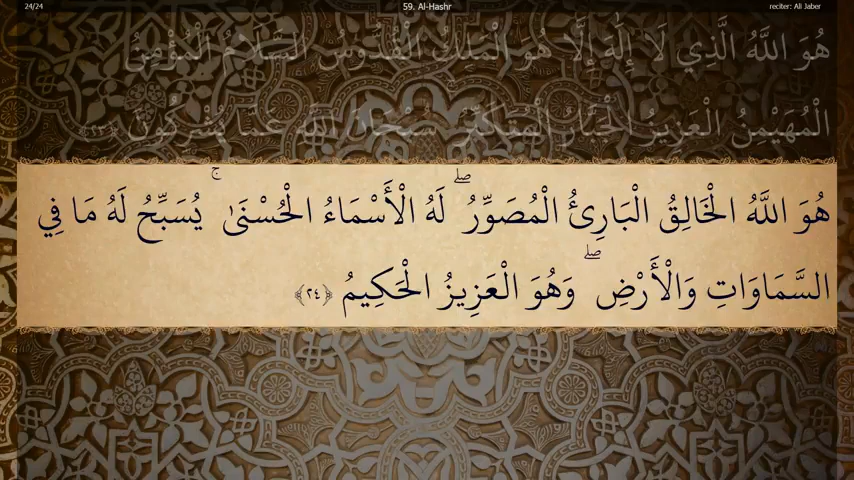 24/24
59. Al-Hashr
reciter: Ali Jaber
هُوَ اللَّهُ الَّذِي لَا إِلَٰهَ إِلَّا هُوَ الْمَلِكُ الْقُدُّوسُ السَّلَامُ الْمُؤْمِنُ
الْمُهَيْمِنُ الْعَزِيزُ الْجَبَّارُ الْمُتَكَبِّرُ ۚ سُبْحَانَ اللَّهِ عَمَّا يُشْرِكُونَ ﴿٢٣﴾
هُوَ اللَّهُ الْخَالِقُ الْبَارِئُ الْمُصَوِّرُ ۖ لَهُ الْأَسْمَاءُ الْحُسْنَىٰ ۚ يُسَبِّحُ لَهُ مَا فِي
السَّمَاوَاتِ وَالْأَرْضِ ۖ وَهُوَ الْعَزِيزُ الْحَكِيمُ ﴿٢٤﴾